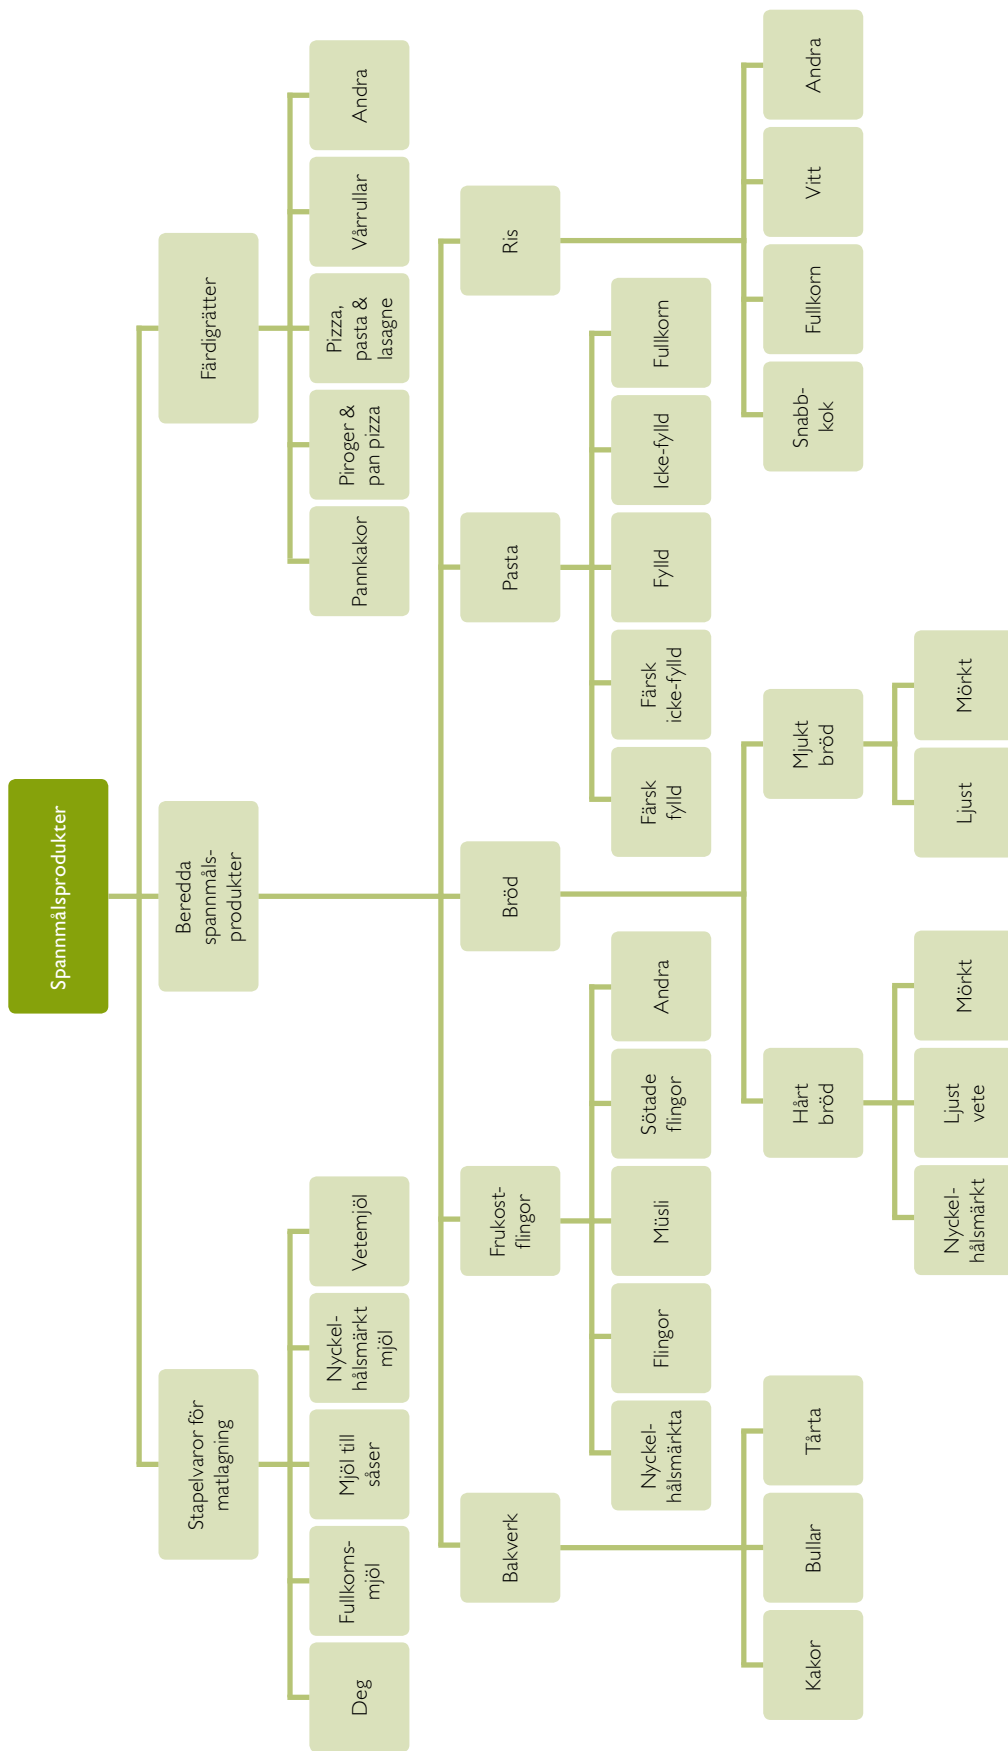 Spannmålsprodukter
Stapelvaror för
matlagning
Beredda
spannmåls-
produkter
Färdigrätter
Deg
Fullkorns-
mjöl
Mjöl till
såser
Nyckel-
hålsmärkt
mjöl
Vetemjöl
Pannkakor
Piroger &
pan pizza
Pizza,
pasta &
lasagne
Vårrullar
Andra
Bakverk
Frukost-
flingor
Bröd
Pasta
Ris
Nyckel-
hålsmärkta
Flingor
Müsli
Sötade
flingor
Andra
Färsk
fylld
Färsk
icke-fylld
Fylld
Icke-fylld
Fullkorn
Kakor
Bullar
Tårta
Hårt
bröd
Mjukt
bröd
Snabb-
kok
Fullkorn
Vitt
Andra
Nyckel-
hålsmärkt
Ljust
vete
Mörkt
Ljust
Mörkt